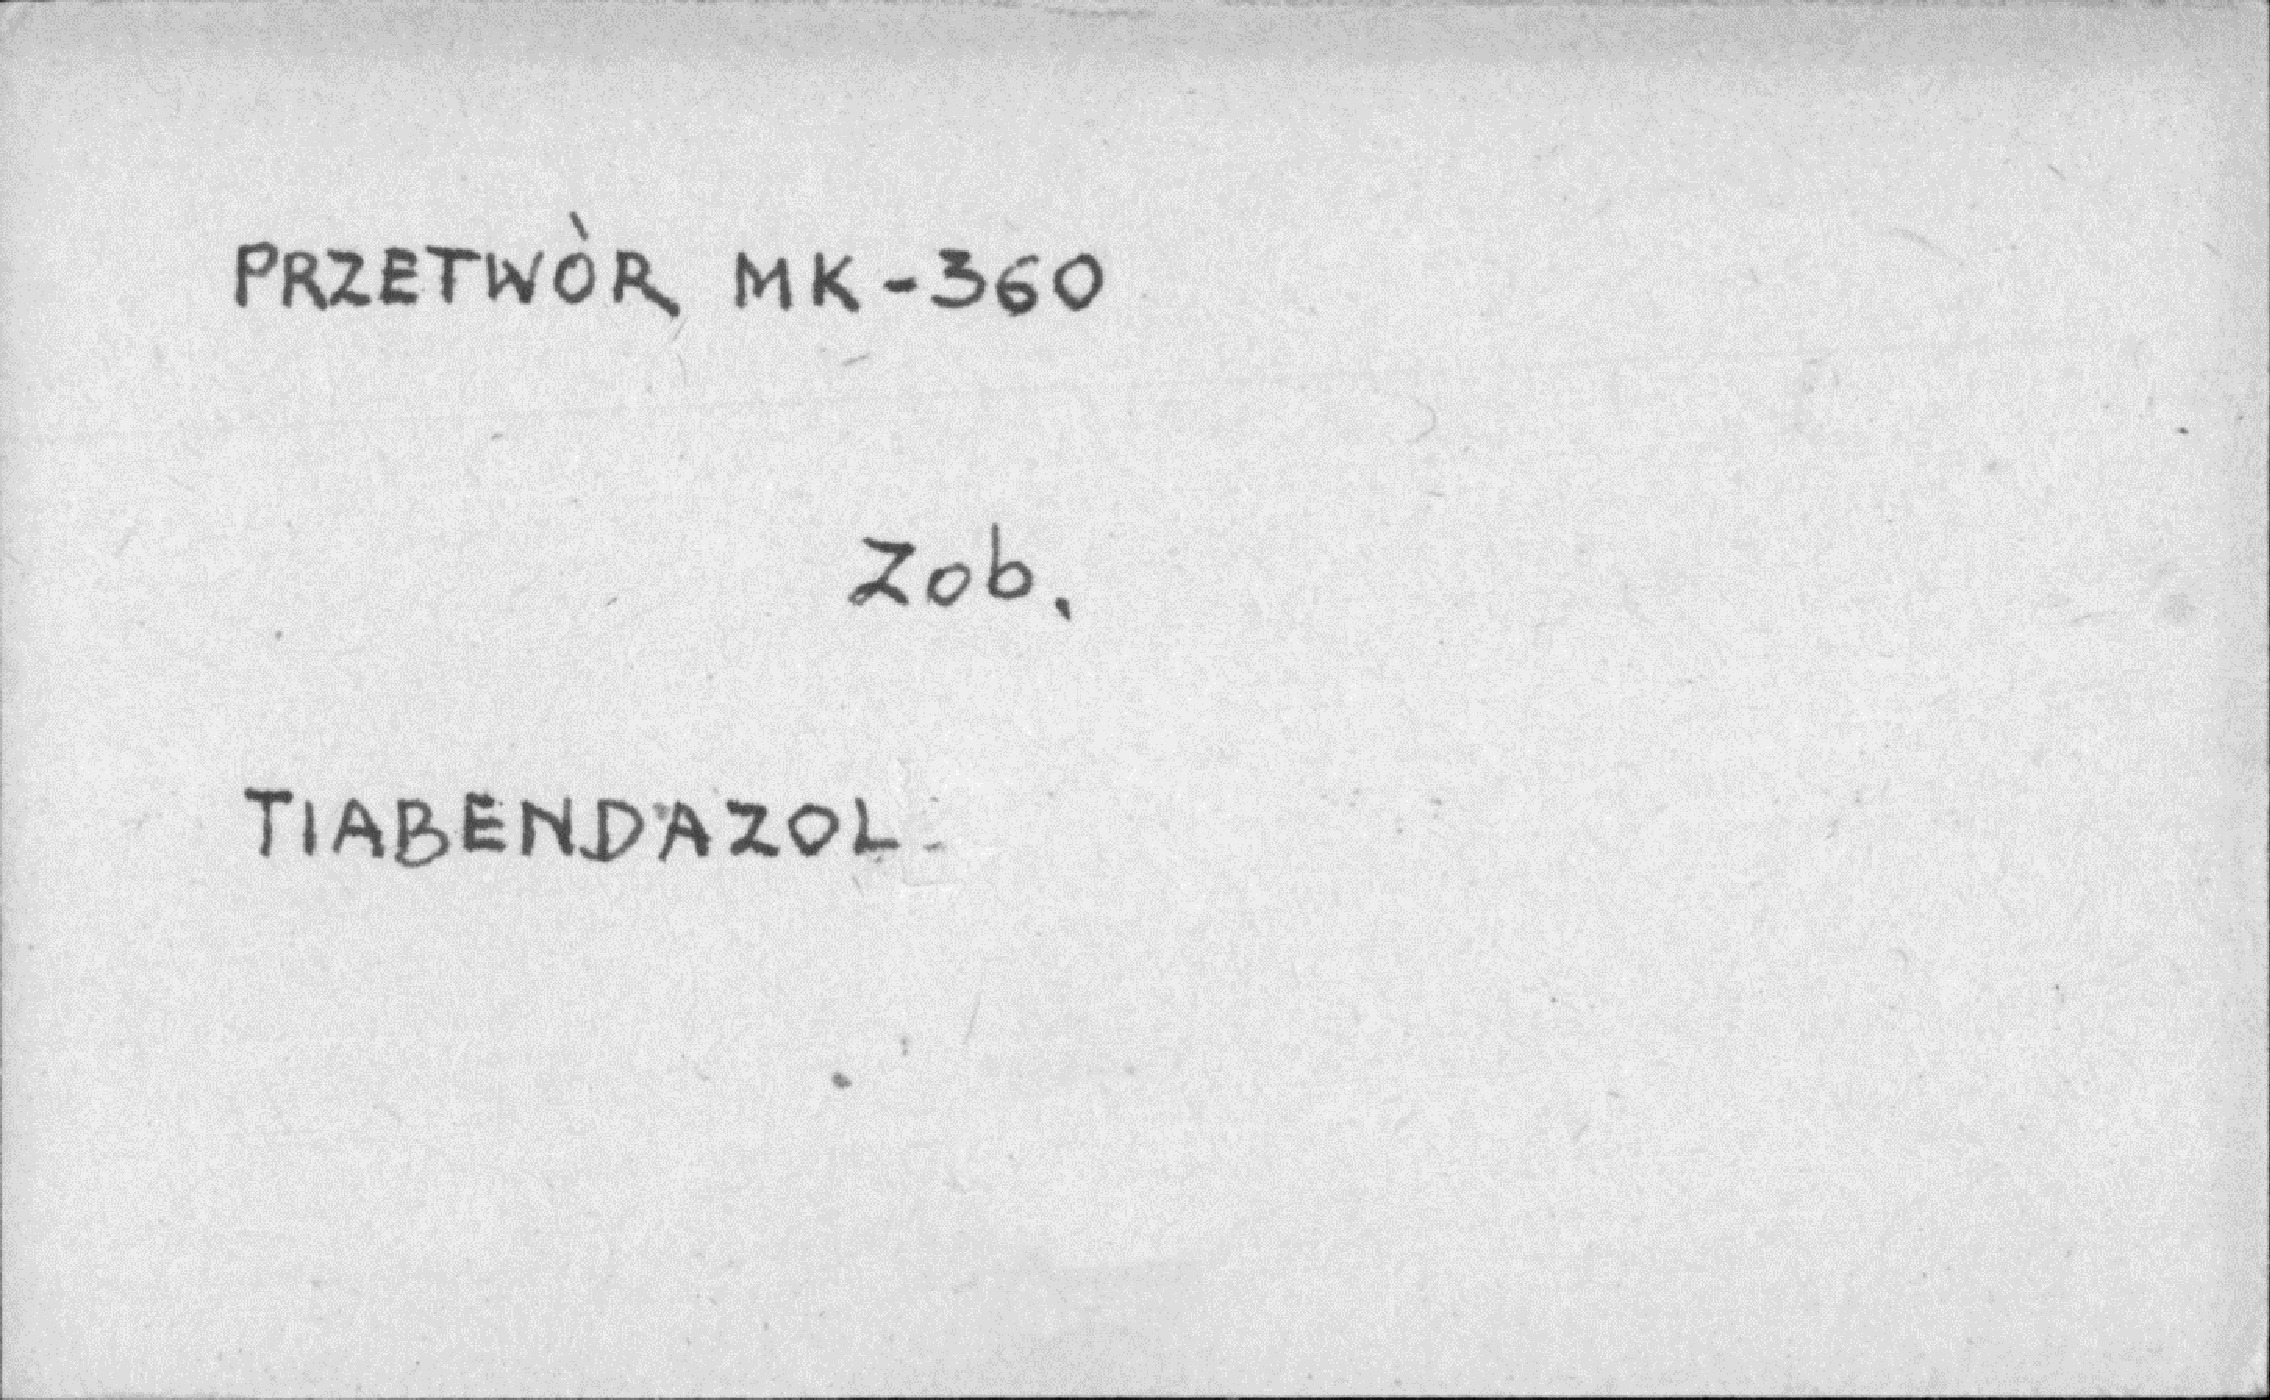 PRZETWÒR MK-360
Zob.
TIABENDAZOL